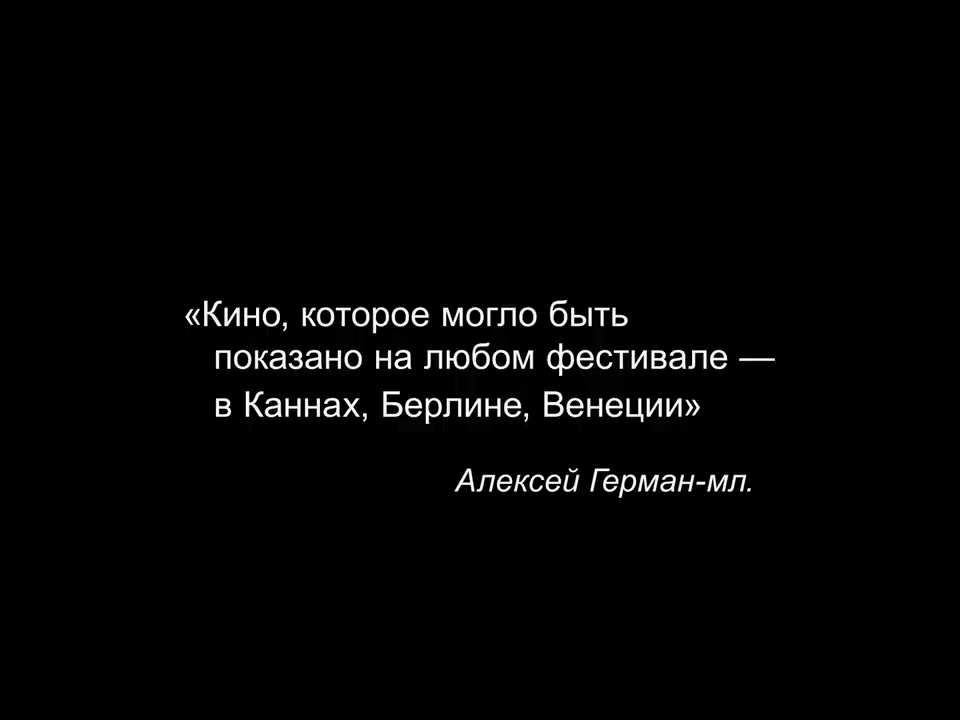 «Кино, которое могло быть
показано на любом фестивале —
в Каннах, Берлине, Венеции»
Алексей Герман-мл.